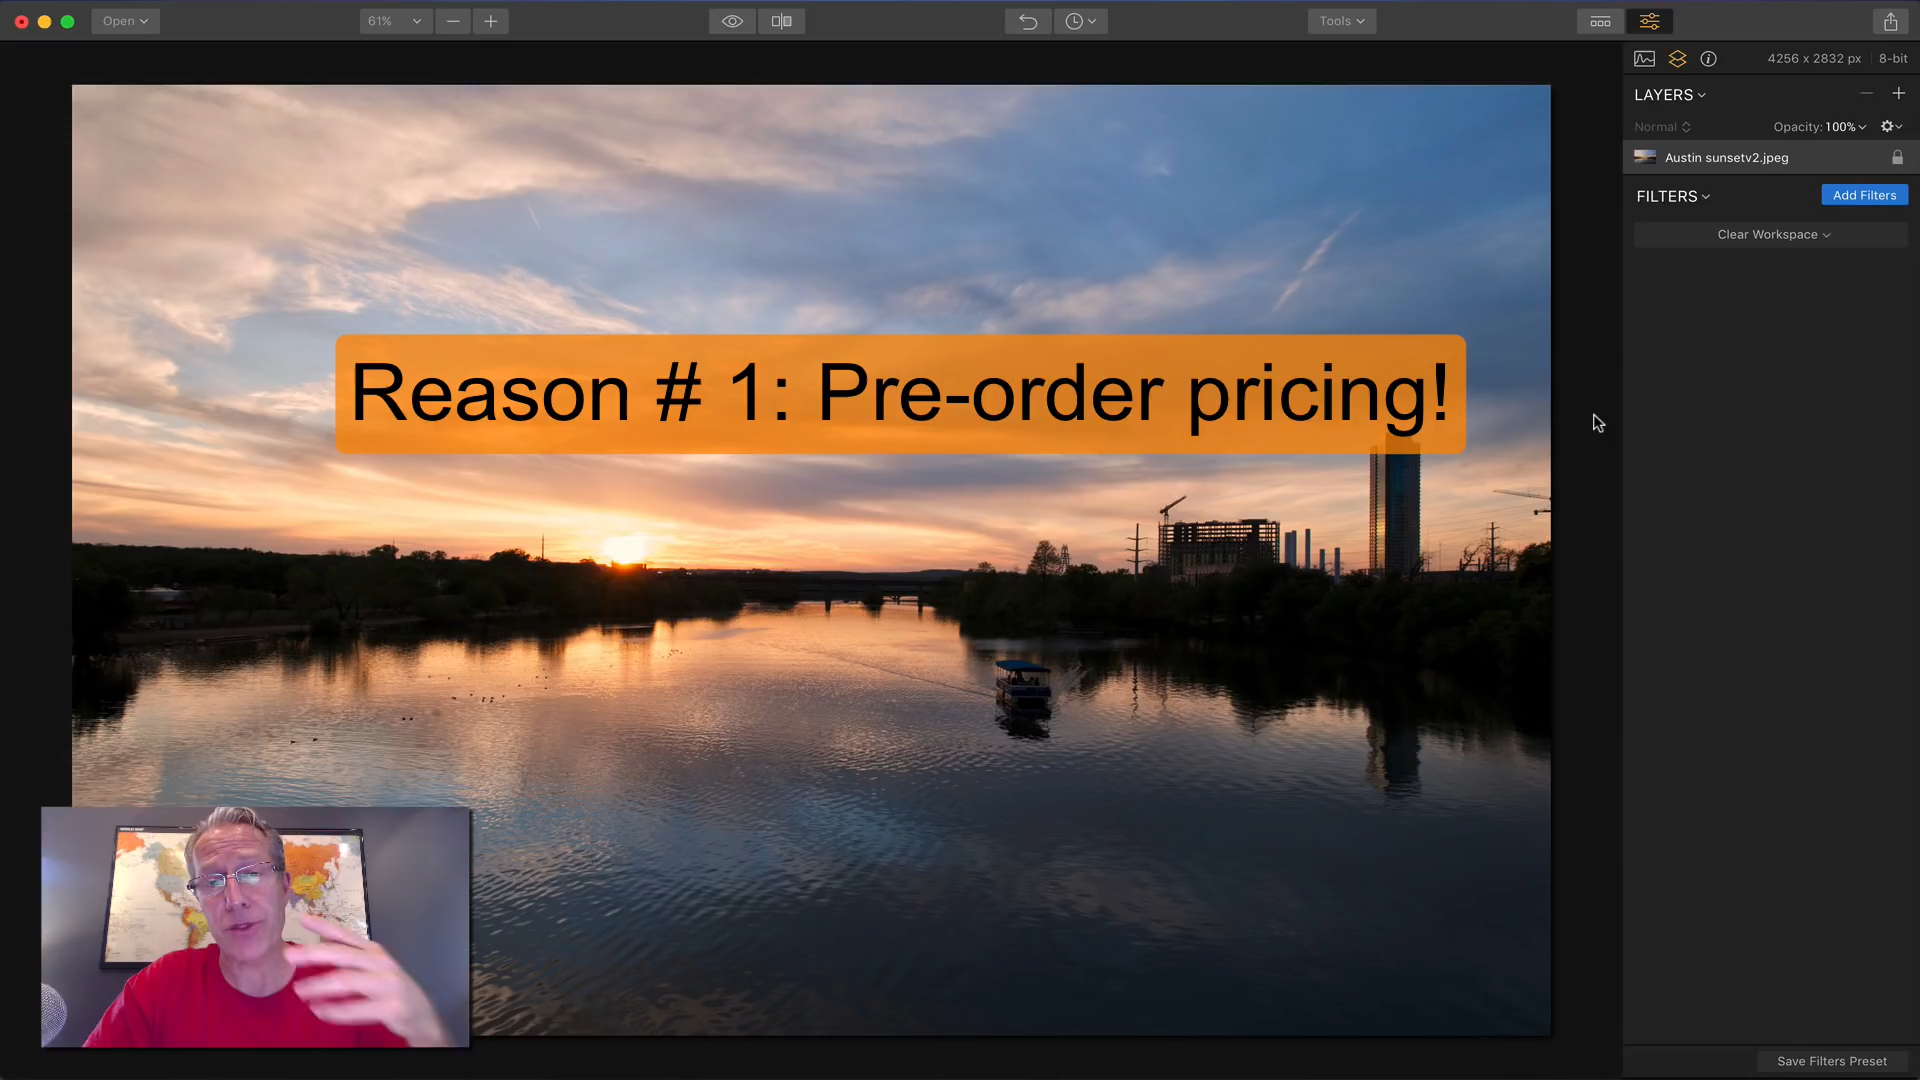 Open
61%
Tools
4256 x 2832 px
8-bit
LAYERS
Normal
Opacity: 100%
Austin sunsetv2.jpeg
FILTERS
Add Filters
Clear Workspace
Reason # 1: Pre-order pricing!
Save Filters Preset